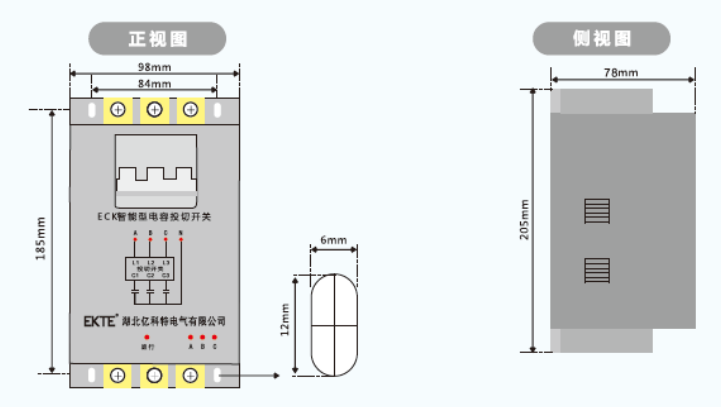 正视图
侧视图
98mm
84mm
78mm
185mm
205mm
ECK智能型电容投切开关
A B C N
L1 L2 L3
投切开关
C1 C2 C3
6mm
12mm
EKTE® 湖北亿科特电气有限公司
运行 A B C